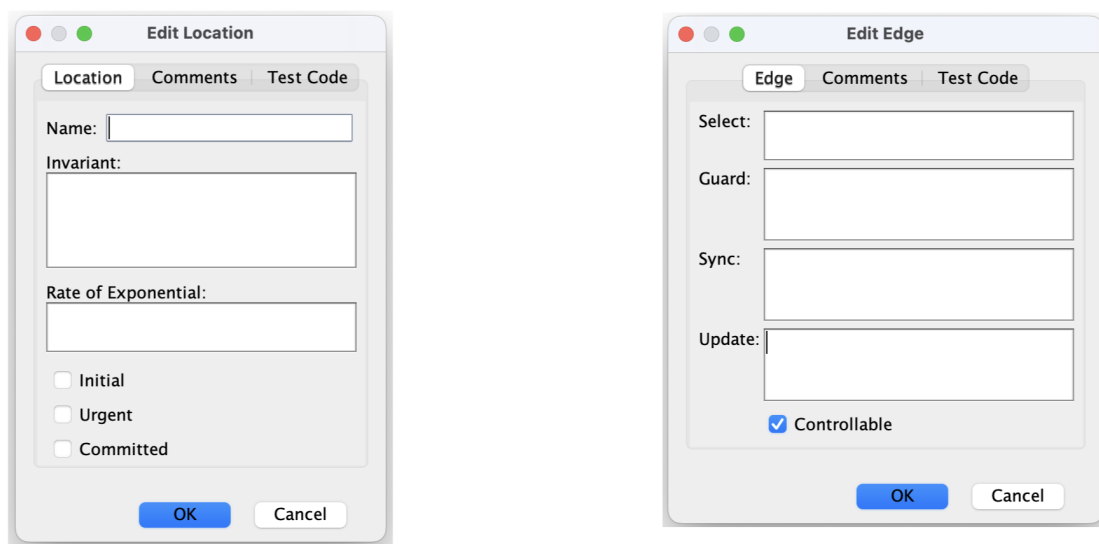 Edit Location
Location Comments Test Code
Name:
Invariant:
Rate of Exponential:
Initial
Urgent
Committed
OK Cancel
Edit Edge
Edge Comments Test Code
Select:
Guard:
Sync:
Update:
Controllable
OK Cancel